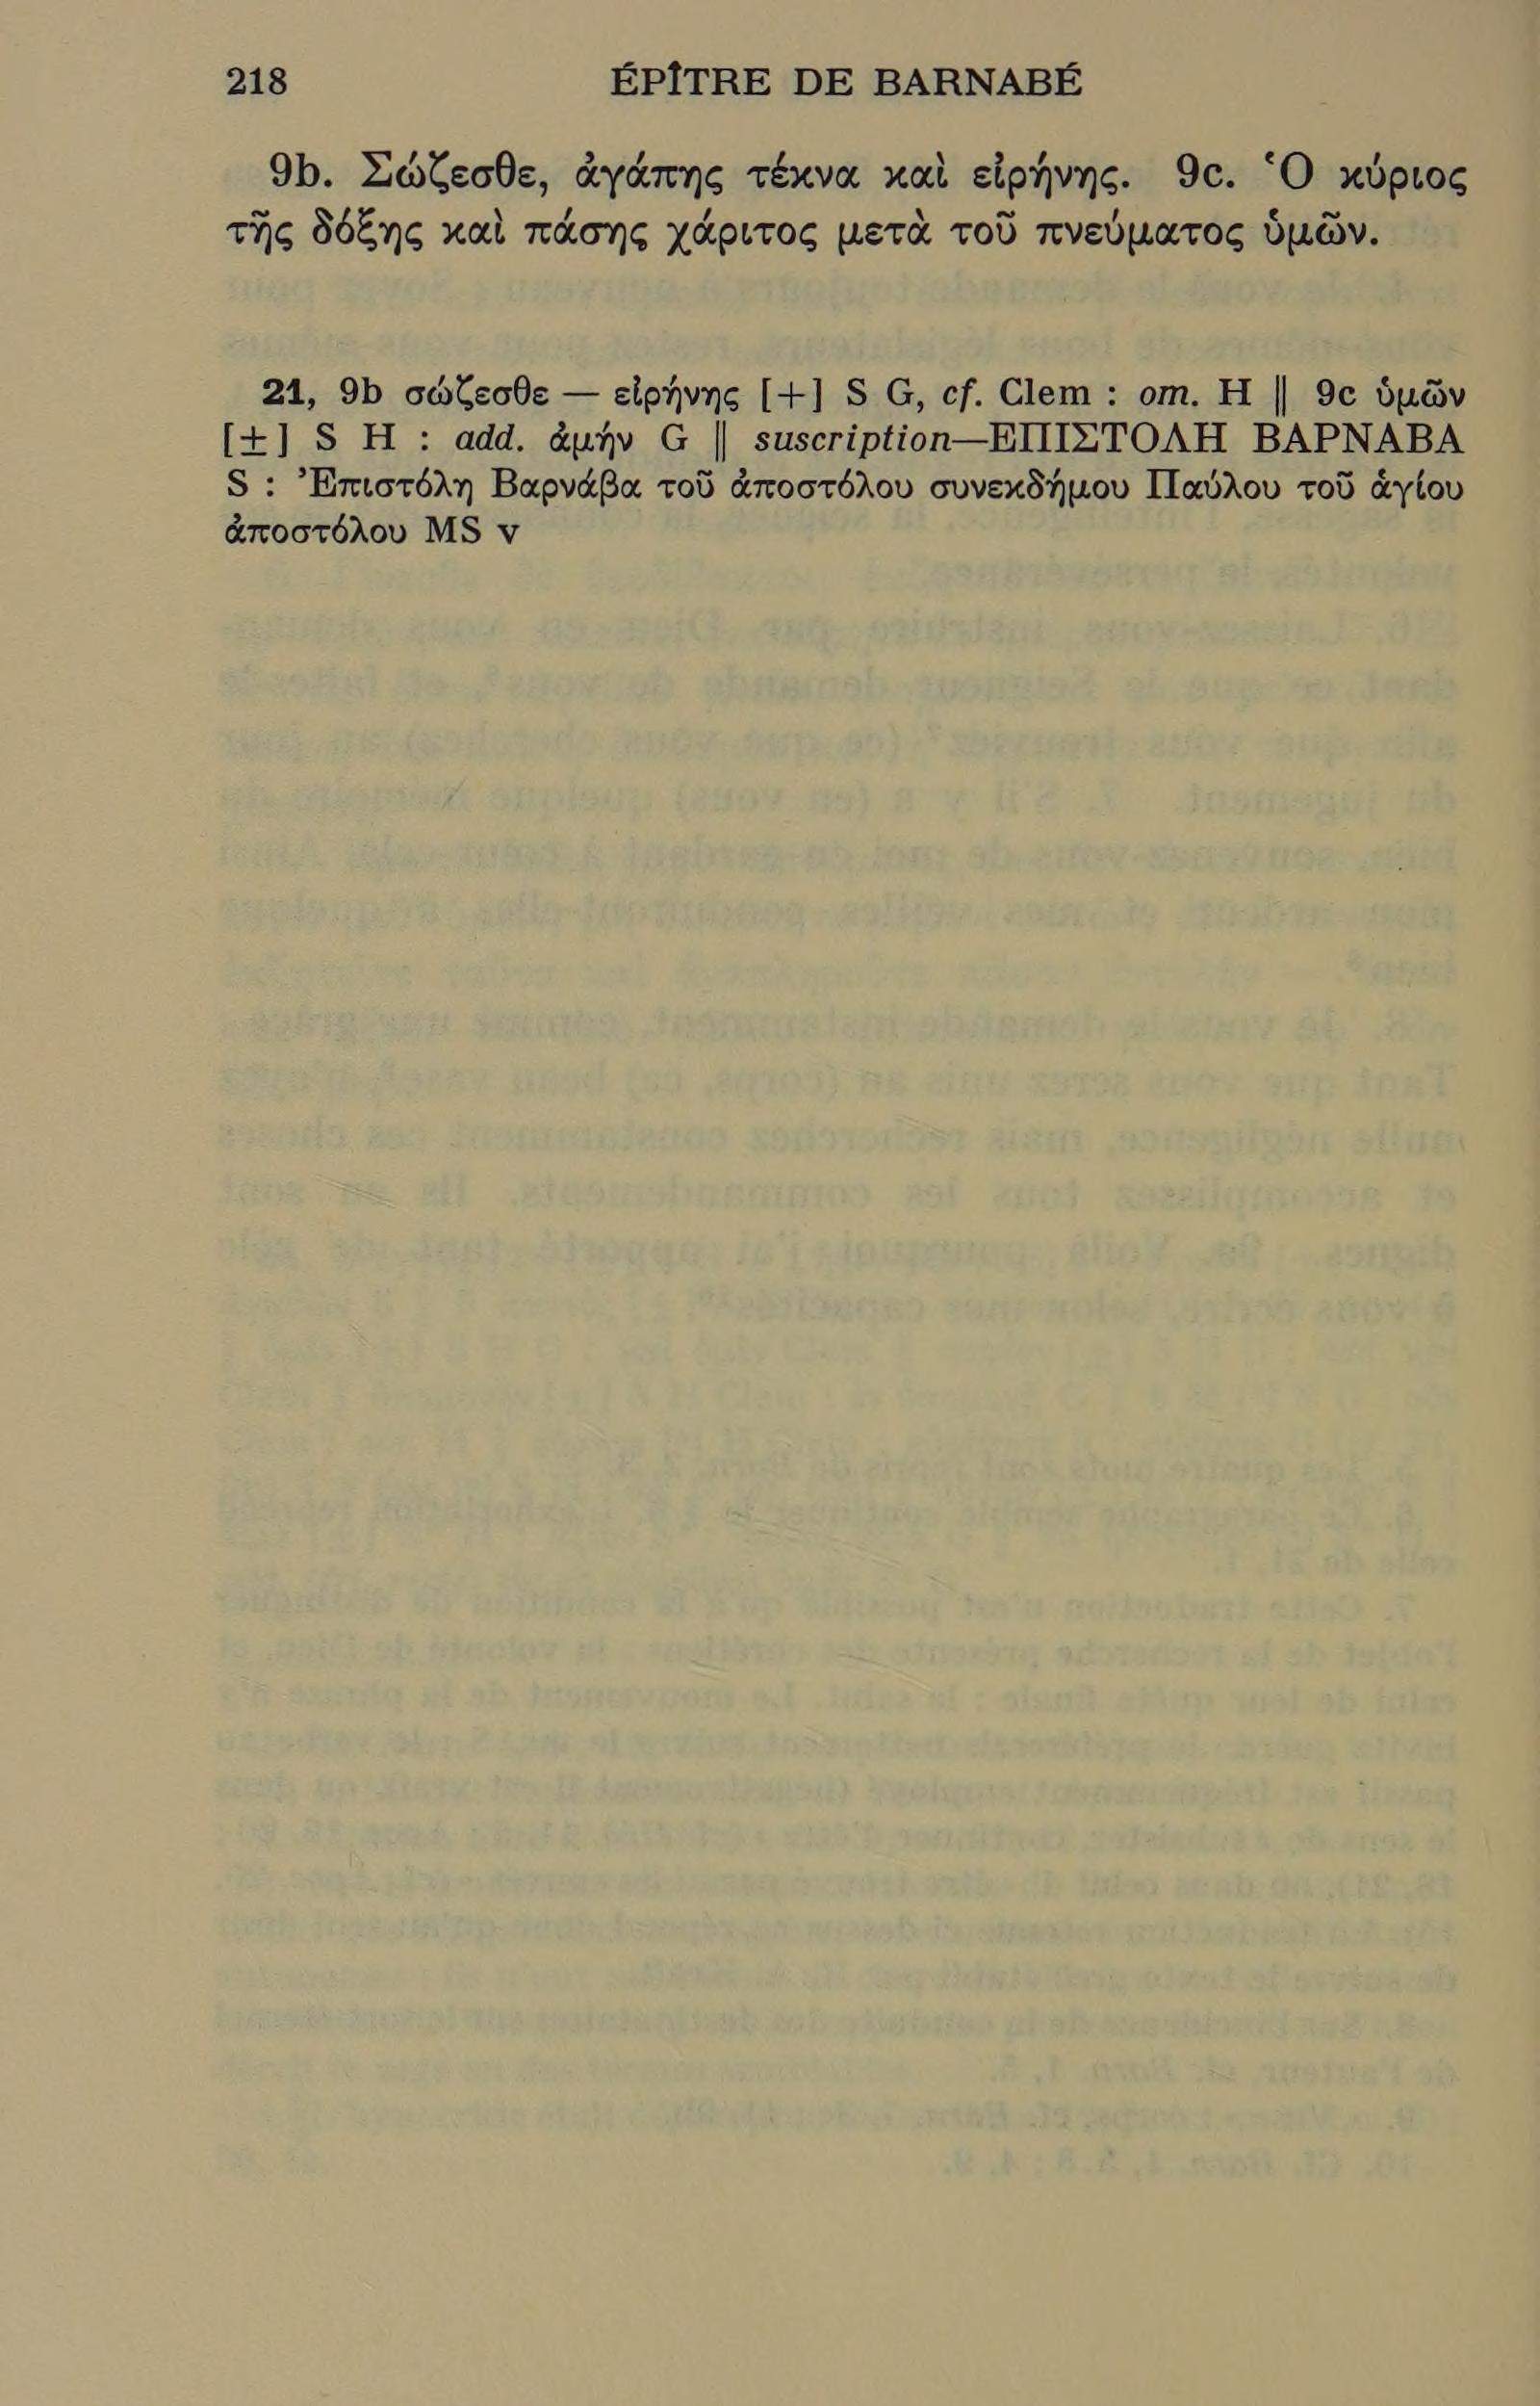 218 ÉPÎTRE DE BARNABÉ
9b. Σώζεσθε, ἀγάπης τέκνα καὶ εἰρήνης. 9c. Ὁ κύριος
τῆς δόξης καὶ πάσης χάριτος μετὰ τοῦ πνεύματος ὑμῶν.
21, 9b σώζεσθε — εἰρήνης [+] S G, cf. Clem : om. H || 9c ὑμῶν
[±] S H : add. ἀμήν G || suscription—ΕΠΙΣΤΟΛΗ ΒΑΡΝΑΒΑ
S : Ἐπιστόλη Βαρνάβα τοῦ ἀποστόλου συνεκδήμου Παύλου τοῦ ἁγίου
ἀποστόλου MS v